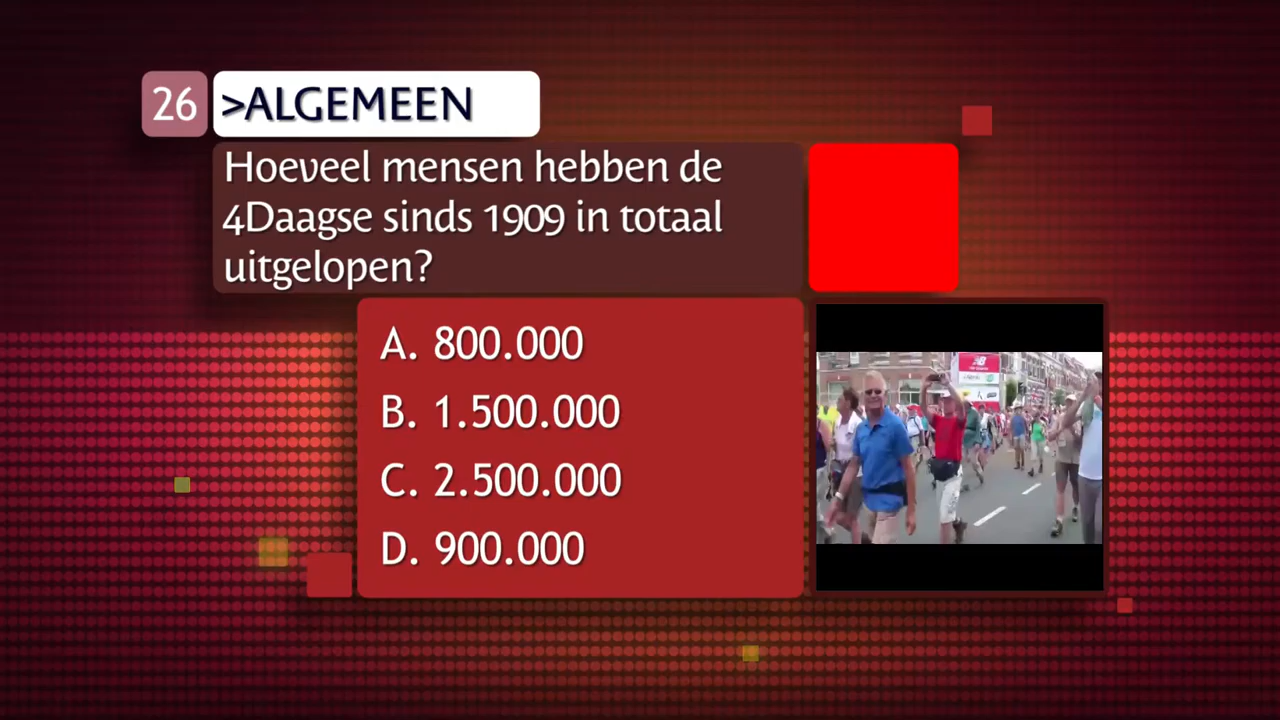 26 >ALGEMEEN
Hoeveel mensen hebben de
4Daagse sinds 1909 in totaal
uitgelopen?
A. 800.000
B. 1.500.000
C. 2.500.000
D. 900.000